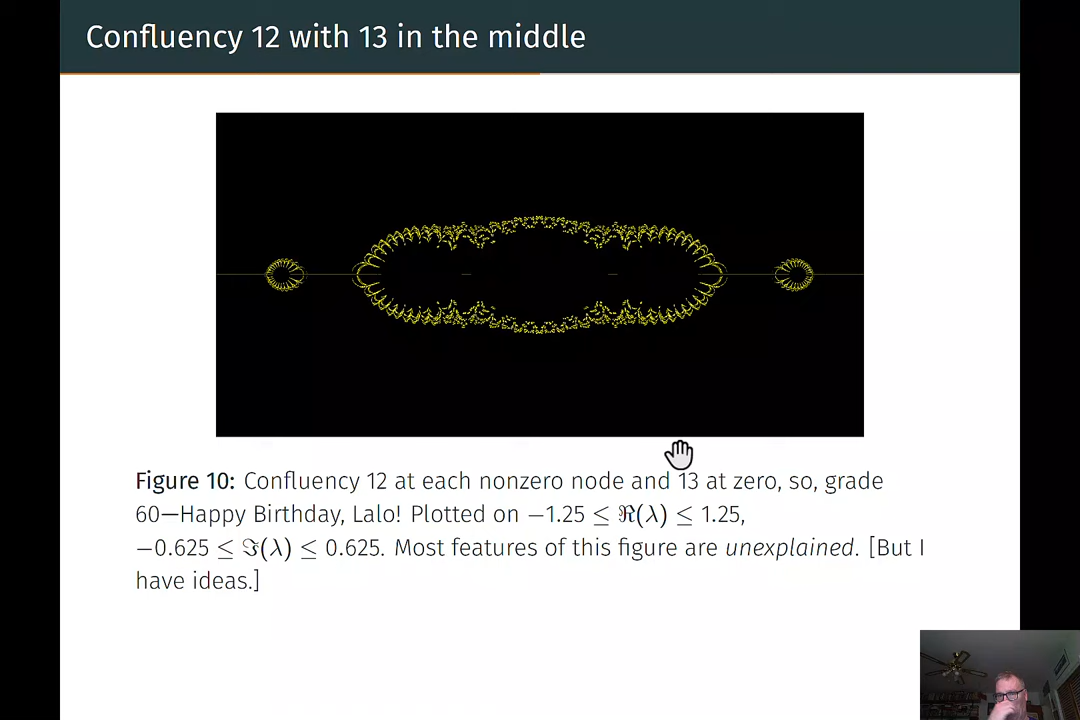 Confluency 12 with 13 in the middle
Figure 10: Confluency 12 at each nonzero node and 13 at zero, so, grade
60—Happy Birthday, Lalo! Plotted on −1.25 ≤ ℜ(λ) ≤ 1.25,
−0.625 ≤ ℑ(λ) ≤ 0.625. Most features of this figure are unexplained. [But I
have ideas.]